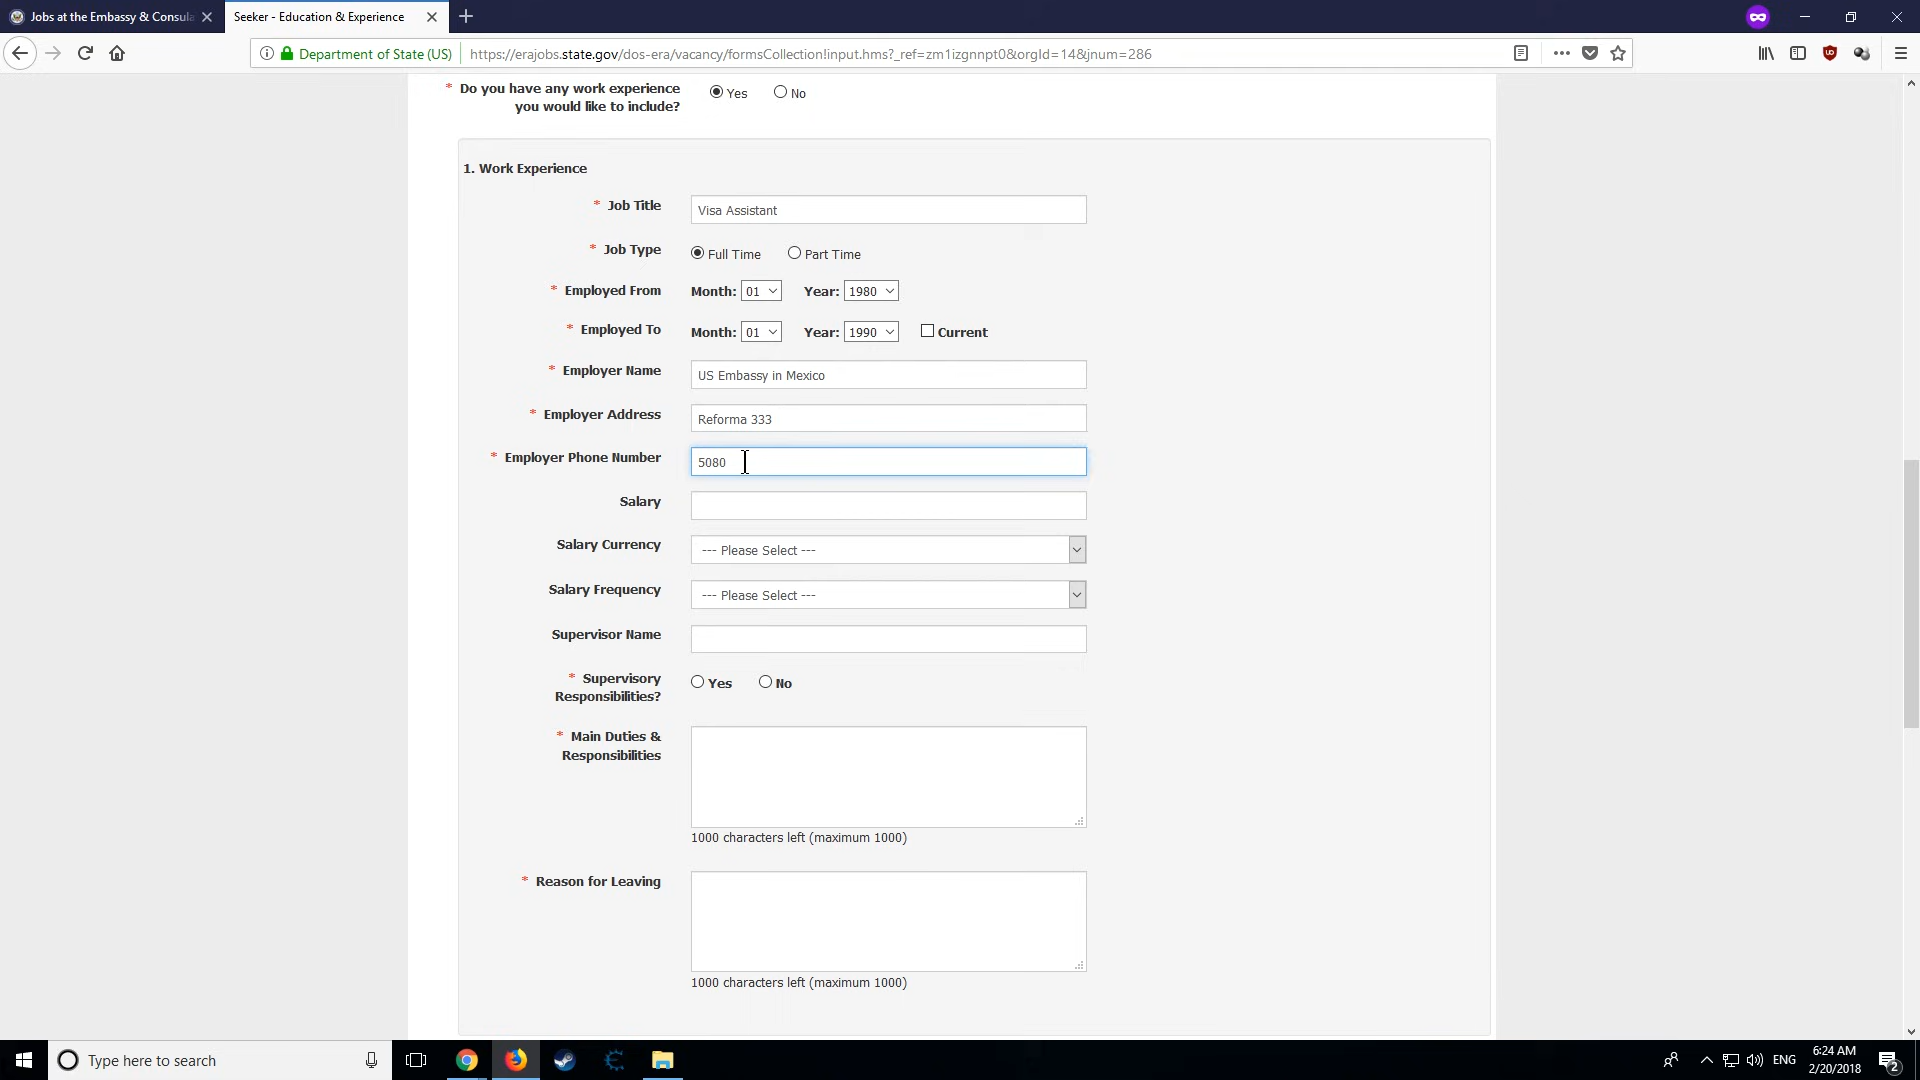 Jobs at the Embassy & Consula
Seeker - Education & Experience
Department of State (US)
https://erajobs.state.gov/dos-era/vacancy/formsCollection!input.hms?_ref=zm1izgnnpt0&orgId=14&jnum=286
* Do you have any work experience
you would like to include?
Yes No
1. Work Experience
* Job Title
Visa Assistant
* Job Type
Full Time Part Time
* Employed From
Month: 01 Year: 1980
* Employed To
Month: 01 Year: 1990 Current
* Employer Name
US Embassy in Mexico
* Employer Address
Reforma 333
* Employer Phone Number
5080
Salary
Salary Currency
--- Please Select ---
Salary Frequency
--- Please Select ---
Supervisor Name
* Supervisory
Responsibilities?
Yes No
* Main Duties &
Responsibilities
1000 characters left (maximum 1000)
* Reason for Leaving
1000 characters left (maximum 1000)
Type here to search
ENG
6:24 AM
2/20/2018
2